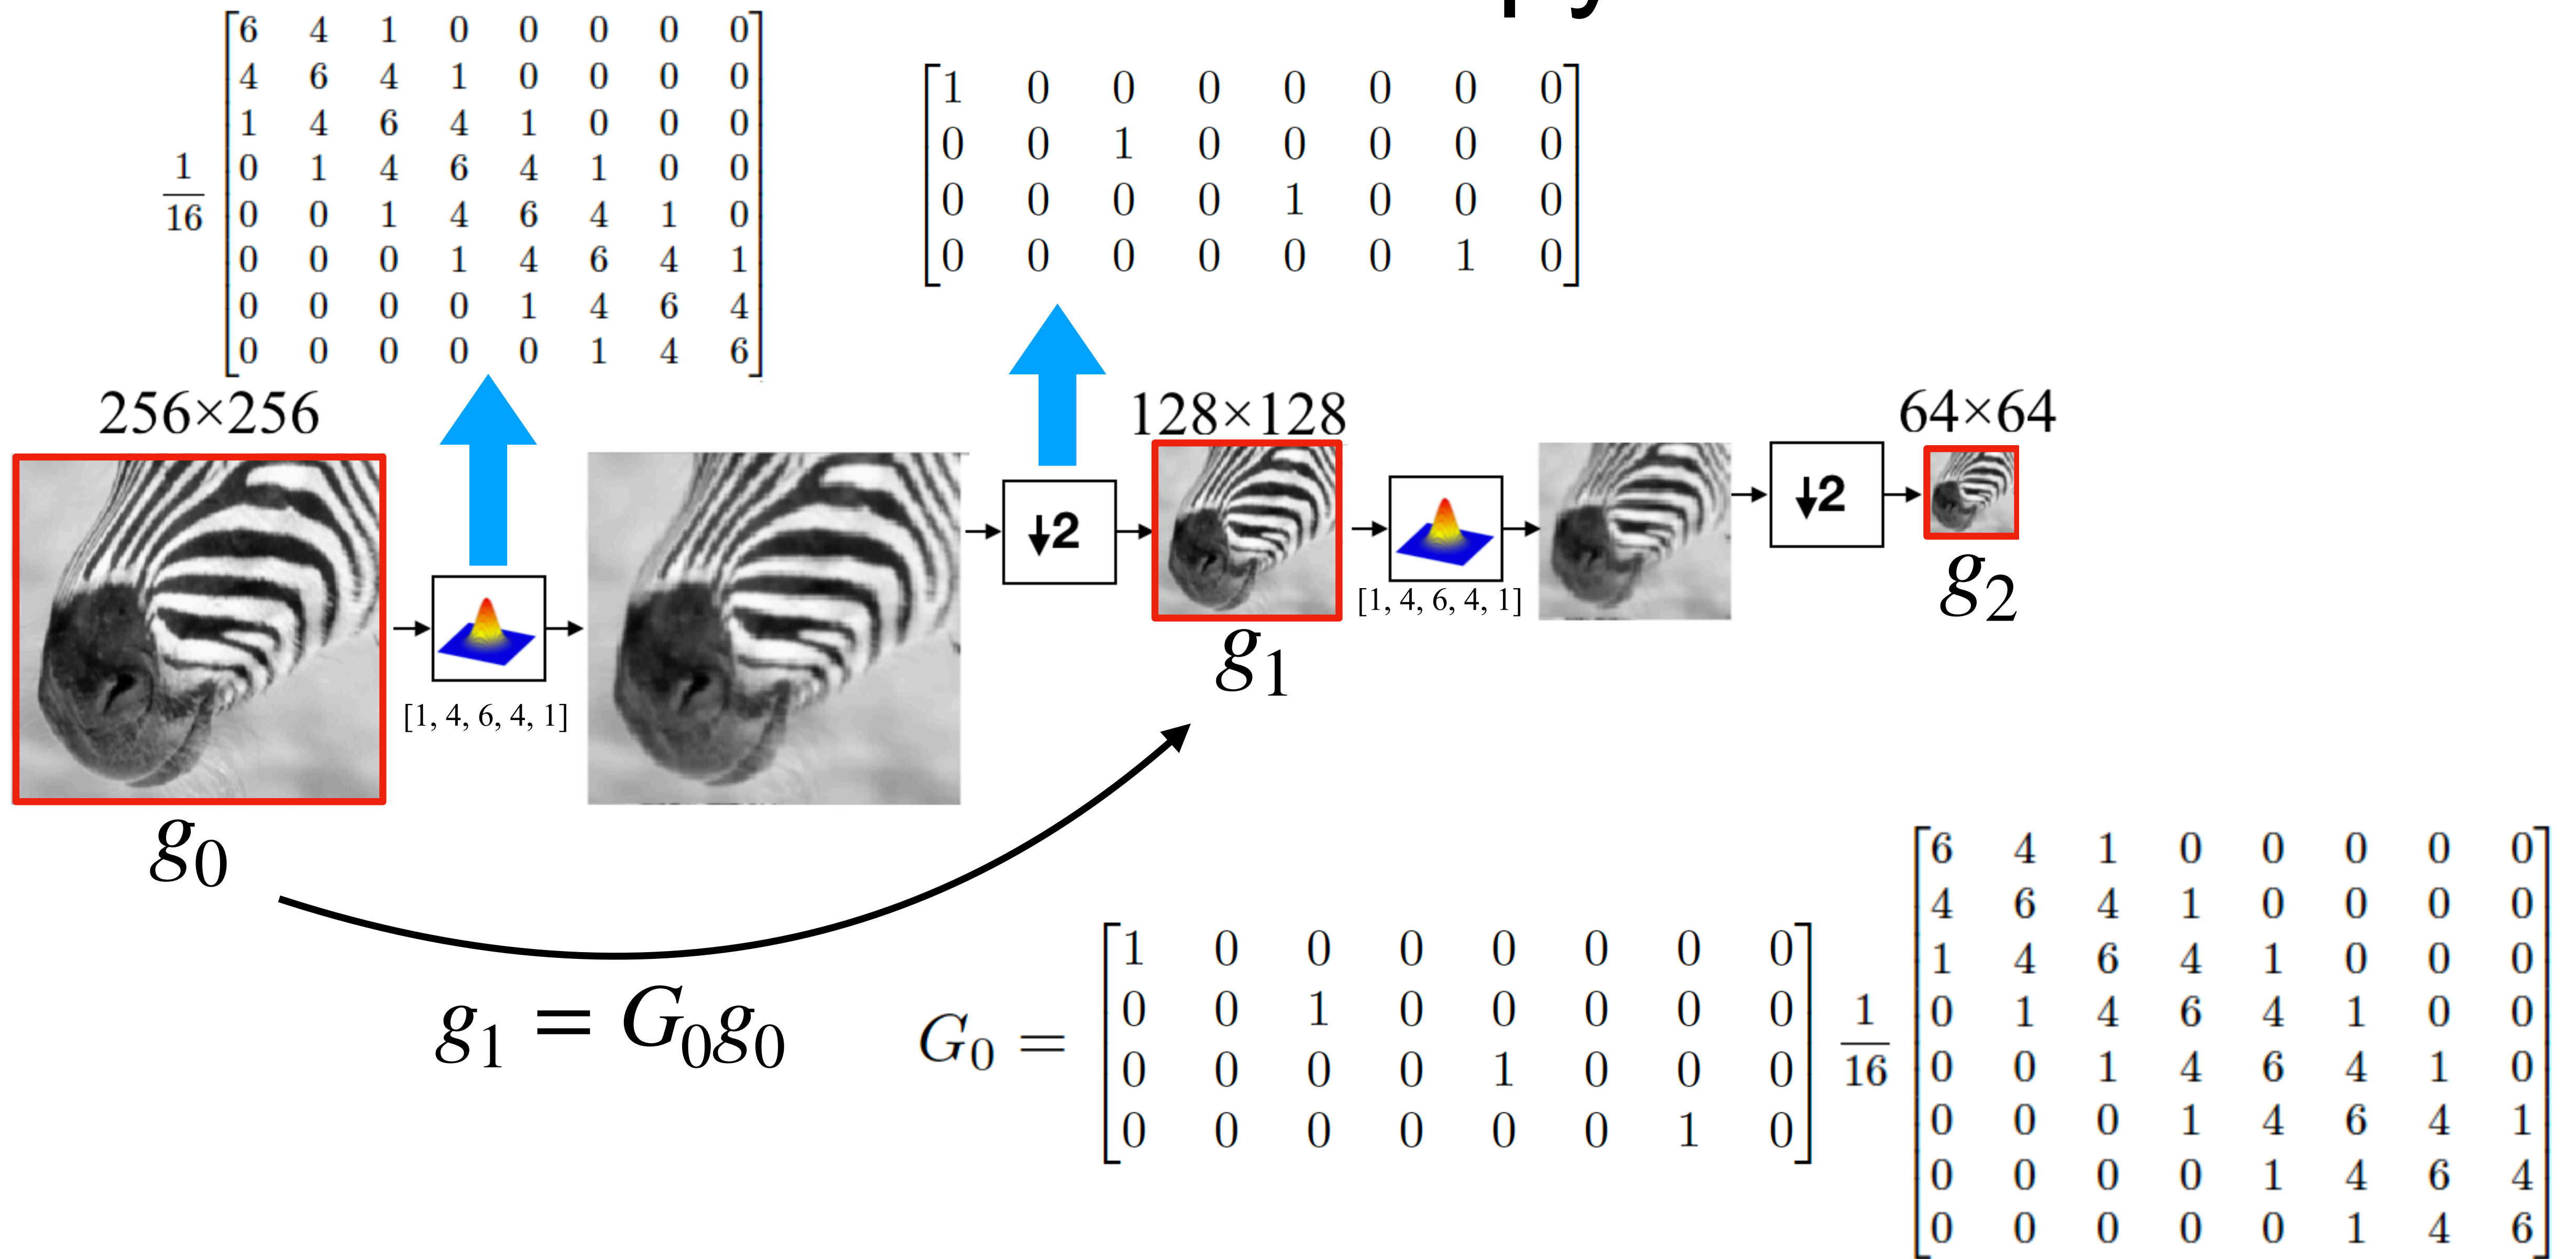 py
1/16
[6 4 1 0 0 0 0 0]
[4 6 4 1 0 0 0 0]
[1 4 6 4 1 0 0 0]
[0 1 4 6 4 1 0 0]
[0 0 1 4 6 4 1 0]
[0 0 0 1 4 6 4 1]
[0 0 0 0 1 4 6 4]
[0 0 0 0 0 1 4 6]
[1 0 0 0 0 0 0 0]
[0 0 1 0 0 0 0 0]
[0 0 0 0 1 0 0 0]
[0 0 0 0 0 0 1 0]
256×256
128×128
64×64
↓2
↓2
[1, 4, 6, 4, 1]
[1, 4, 6, 4, 1]
g₀
g₁
g₂
g₁ = G₀g₀
G₀ =
[1 0 0 0 0 0 0 0]
[0 0 1 0 0 0 0 0]
[0 0 0 0 1 0 0 0]
[0 0 0 0 0 0 1 0]
1/16
[6 4 1 0 0 0 0 0]
[4 6 4 1 0 0 0 0]
[1 4 6 4 1 0 0 0]
[0 1 4 6 4 1 0 0]
[0 0 1 4 6 4 1 0]
[0 0 0 1 4 6 4 1]
[0 0 0 0 1 4 6 4]
[0 0 0 0 0 1 4 6]